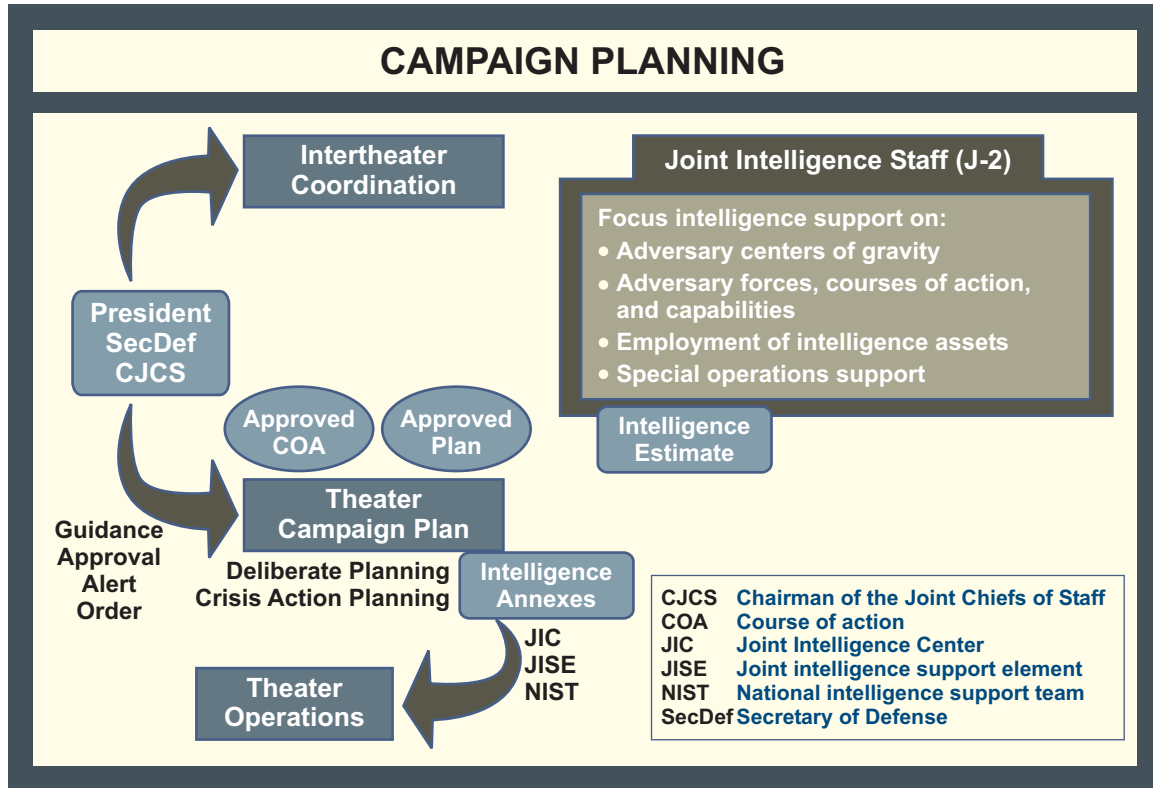 CAMPAIGN PLANNING
Intertheater
Coordination
President
SecDef
CJCS
Joint Intelligence Staff (J-2)
Focus intelligence support on:
• Adversary centers of gravity
• Adversary forces, courses of action,
and capabilities
• Employment of intelligence assets
• Special operations support
Intelligence
Estimate
Approved
COA
Approved
Plan
Theater
Campaign Plan
Guidance
Approval
Alert
Order
Deliberate Planning
Crisis Action Planning
Intelligence
Annexes
JIC
JISE
NIST
Theater
Operations
CJCS Chairman of the Joint Chiefs of Staff
COA Course of action
JIC Joint Intelligence Center
JISE Joint intelligence support element
NIST National intelligence support team
SecDef Secretary of Defense